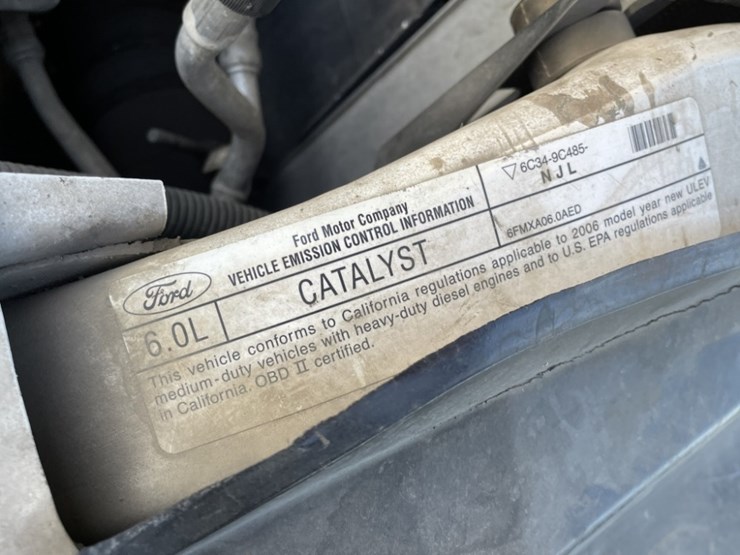 Ford
Ford Motor Company
VEHICLE EMISSION CONTROL INFORMATION
6C34-9C485-
NJL
6.0L
CATALYST
6FMXA06.0AED
This vehicle conforms to California regulations applicable to 2006 model year new ULEV
medium-duty vehicles with heavy-duty diesel engines and to U.S. EPA regulations applicable
in California. OBD II certified.